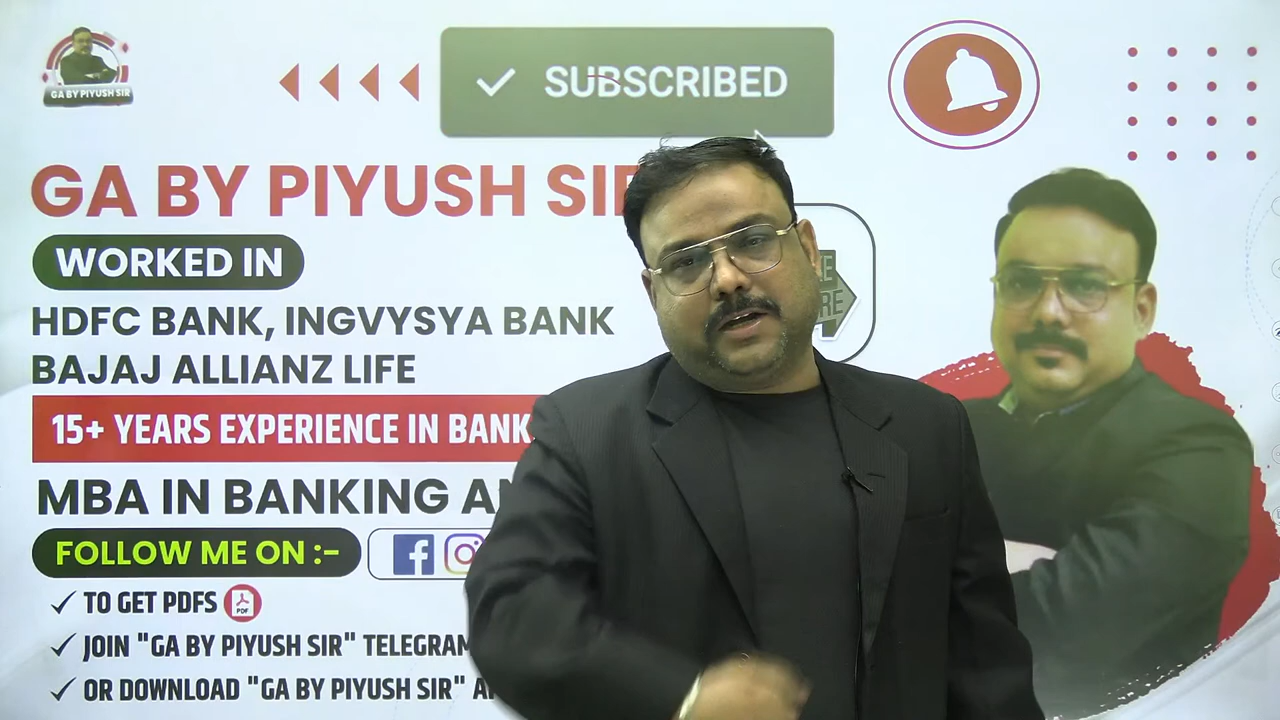 GA BY PIYUSH SIR
SUBSCRIBED
GA BY PIYUSH SIR
WORKED IN
HDFC BANK, INGVYSYA BANK
BAJAJ ALLIANZ LIFE
15+ YEARS EXPERIENCE IN BANK
MBA IN BANKING
FOLLOW ME ON :-
✓ TO GET PDFS
PDF
✓ JOIN "GA BY PIYUSH SIR" TELEGRAM
✓ OR DOWNLOAD "GA BY PIYUSH SIR"